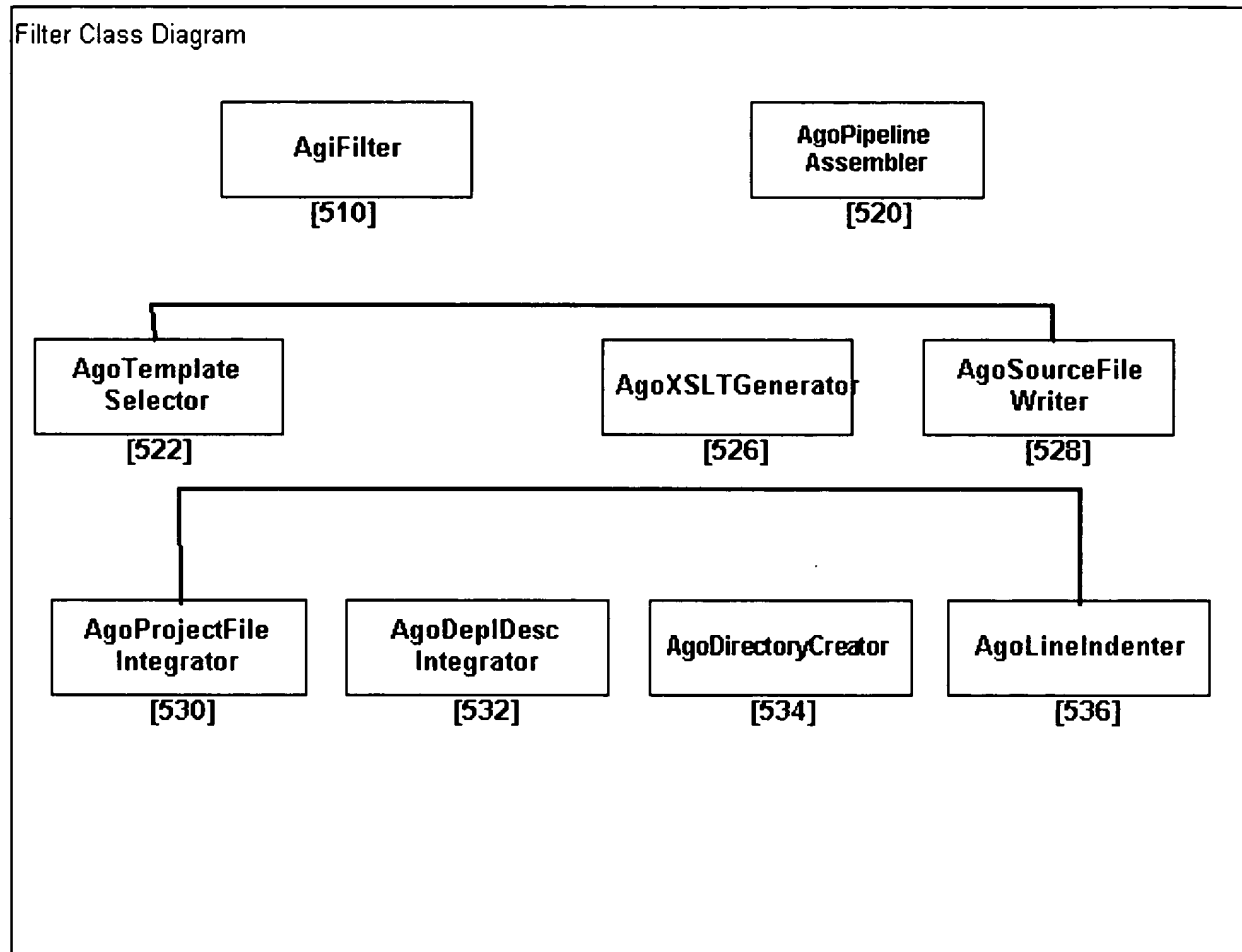 Filter Class Diagram
AgiFilter
[510]
AgoPipeline
Assembler
[520]
AgoTemplate
Selector
[522]
AgoXSLTGenerator
[526]
AgoSourceFile
Writer
[528]
AgoProjectFile
Integrator
[530]
AgoDeplDesc
Integrator
[532]
AgoDirectoryCreator
[534]
AgoLineIndenter
[536]